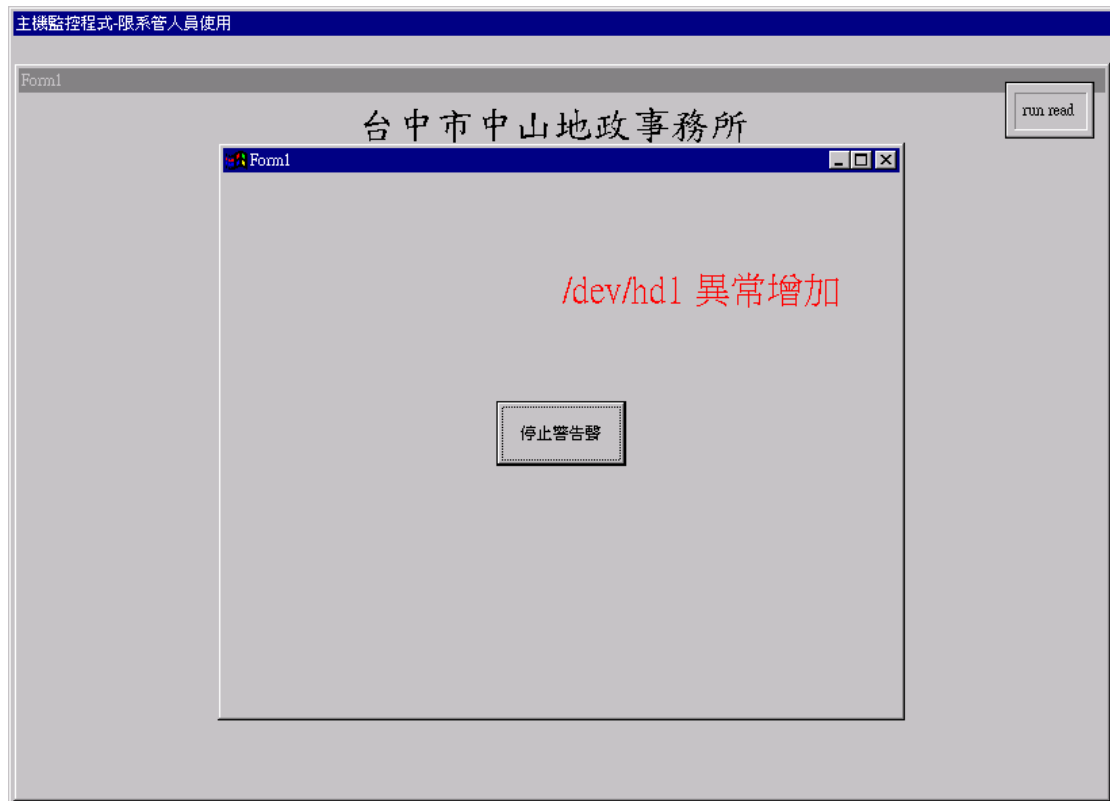 主機監控程式-限系管人員使用
Form1
run read
台中市中山地政事務所
Form1
/dev/hd1 異常增加
停止警告聲